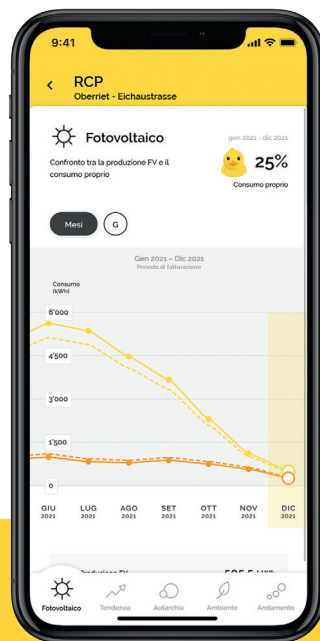 9:41
RCP
Oberriet - Eichaustrasse
Fotovoltaico
gen 2021 - dic 2021
Confronto tra la produzione FV e il
consumo proprio
25%
Consumo proprio
Mesi
G
Gen 2021 – Dic 2021
Periodo di fatturazione
Consumo
(kWh)
6'000
4'500
3'000
1'500
0
GIU LUG AGO SET OTT NOV DIC
2021 2021 2021 2021 2021 2021 2021
Fotovoltaico Tendenza Autarchia Ambiente Andamento